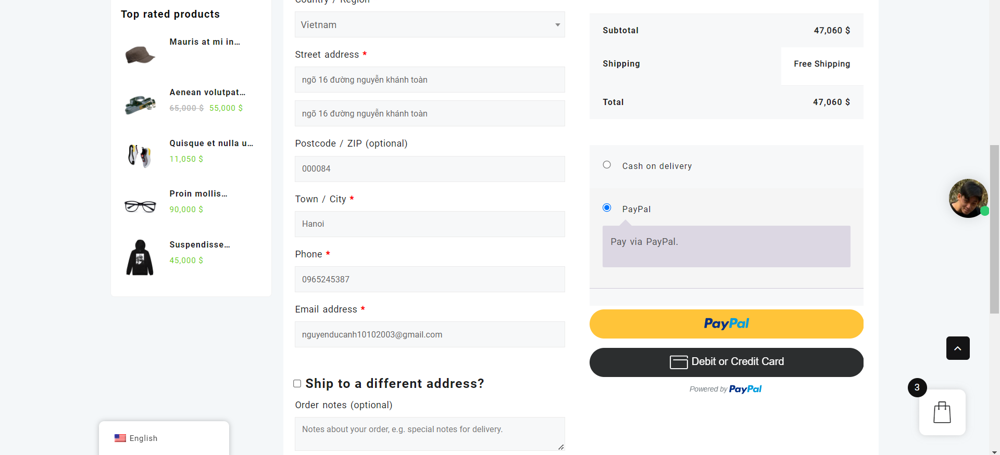 Top rated products
Mauris at mi in...
Aenean volutpat...
65,000 $ 55,000 $
Quisque et nulla u...
11,050 $
Proin mollis...
90,000 $
Suspendisse...
45,000 $
English
Country / Region
Vietnam
Street address *
ngõ 16 đường nguyễn khánh toàn
ngõ 16 đường nguyễn khánh toàn
Postcode / ZIP (optional)
000084
Town / City *
Hanoi
Phone *
0965245387
Email address *
nguyenducanh10102003@gmail.com
Ship to a different address?
Order notes (optional)
Notes about your order, e.g. special notes for delivery.
Subtotal 47,060 $
Shipping Free Shipping
Total 47,060 $
Cash on delivery
PayPal
Pay via PayPal.
PayPal
Debit or Credit Card
Powered by PayPal
3